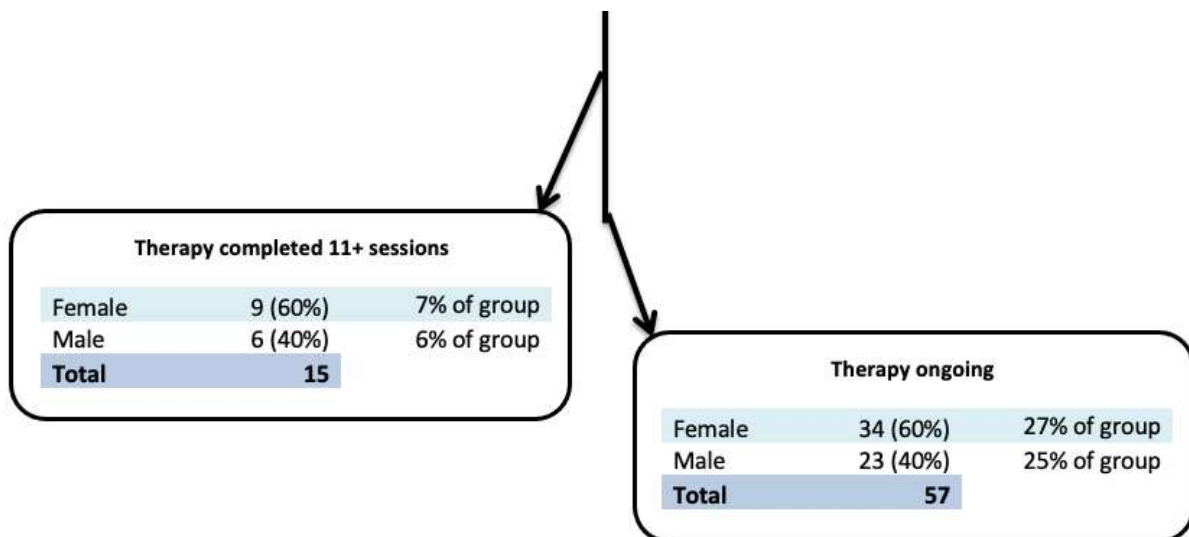 Therapy completed 11+ sessions
Female 9 (60%) 7% of group
Male 6 (40%) 6% of group
Total 15
Therapy ongoing
Female 34 (60%) 27% of group
Male 23 (40%) 25% of group
Total 57